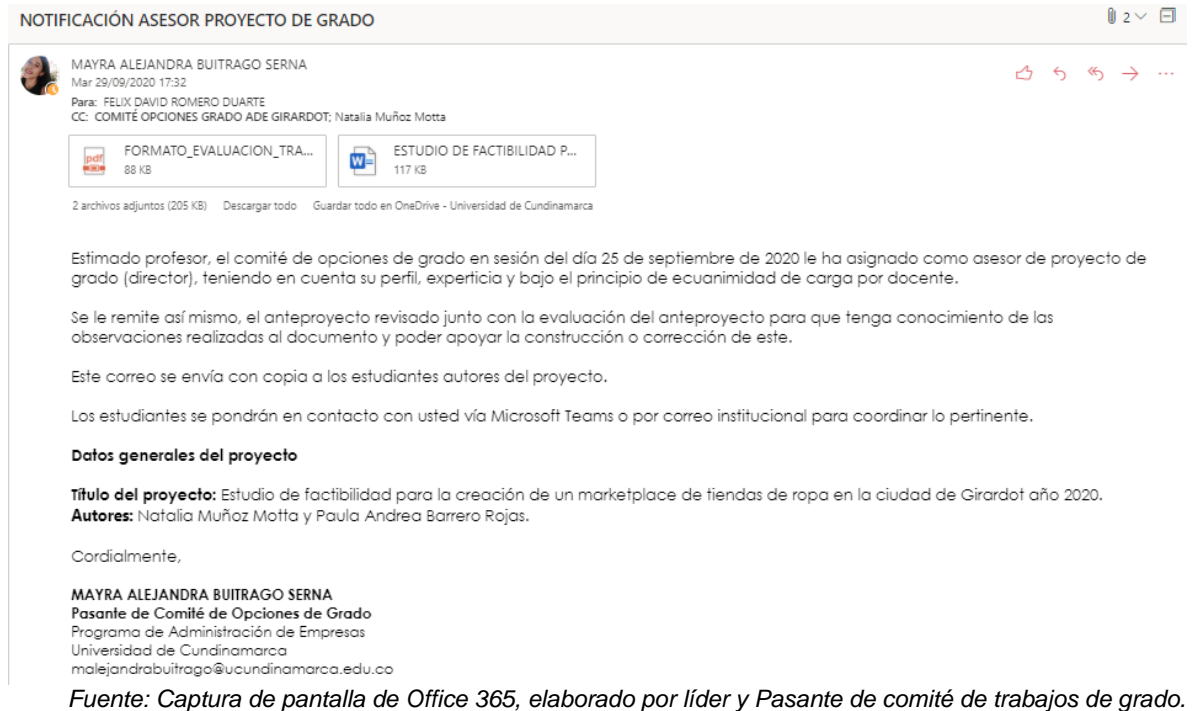 NOTIFICACIÓN ASESOR PROYECTO DE GRADO
2
MAYRA ALEJANDRA BUITRAGO SERNA
Mar 29/09/2020 17:32
Para: FELIX DAVID ROMERO DUARTE
CC: COMITÉ OPCIONES GRADO ADE GIRARDOT; Natalia Muñoz Motta
pdf
FORMATO_EVALUACION_TRA...
88 KB
W
ESTUDIO DE FACTIBILIDAD P...
117 KB
2 archivos adjuntos (205 KB) Descargar todo Guardar todo en OneDrive - Universidad de Cundinamarca
Estimado profesor, el comité de opciones de grado en sesión del día 25 de septiembre de 2020 le ha asignado como asesor de proyecto de
grado (director), teniendo en cuenta su perfil, experticia y bajo el principio de ecuanimidad de carga por docente.
Se le remite así mismo, el anteproyecto revisado junto con la evaluación del anteproyecto para que tenga conocimiento de las
observaciones realizadas al documento y poder apoyar la construcción o corrección de este.
Este correo se envía con copia a los estudiantes autores del proyecto.
Los estudiantes se pondrán en contacto con usted vía Microsoft Teams o por correo institucional para coordinar lo pertinente.
Datos generales del proyecto
Título del proyecto: Estudio de factibilidad para la creación de un marketplace de tiendas de ropa en la ciudad de Girardot año 2020.
Autores: Natalia Muñoz Motta y Paula Andrea Barrero Rojas.
Cordialmente,
MAYRA ALEJANDRA BUITRAGO SERNA
Pasante de Comité de Opciones de Grado
Programa de Administración de Empresas
Universidad de Cundinamarca
malejandrabuitrago@ucundinamarca.edu.co
Fuente: Captura de pantalla de Office 365, elaborado por líder y Pasante de comité de trabajos de grado.